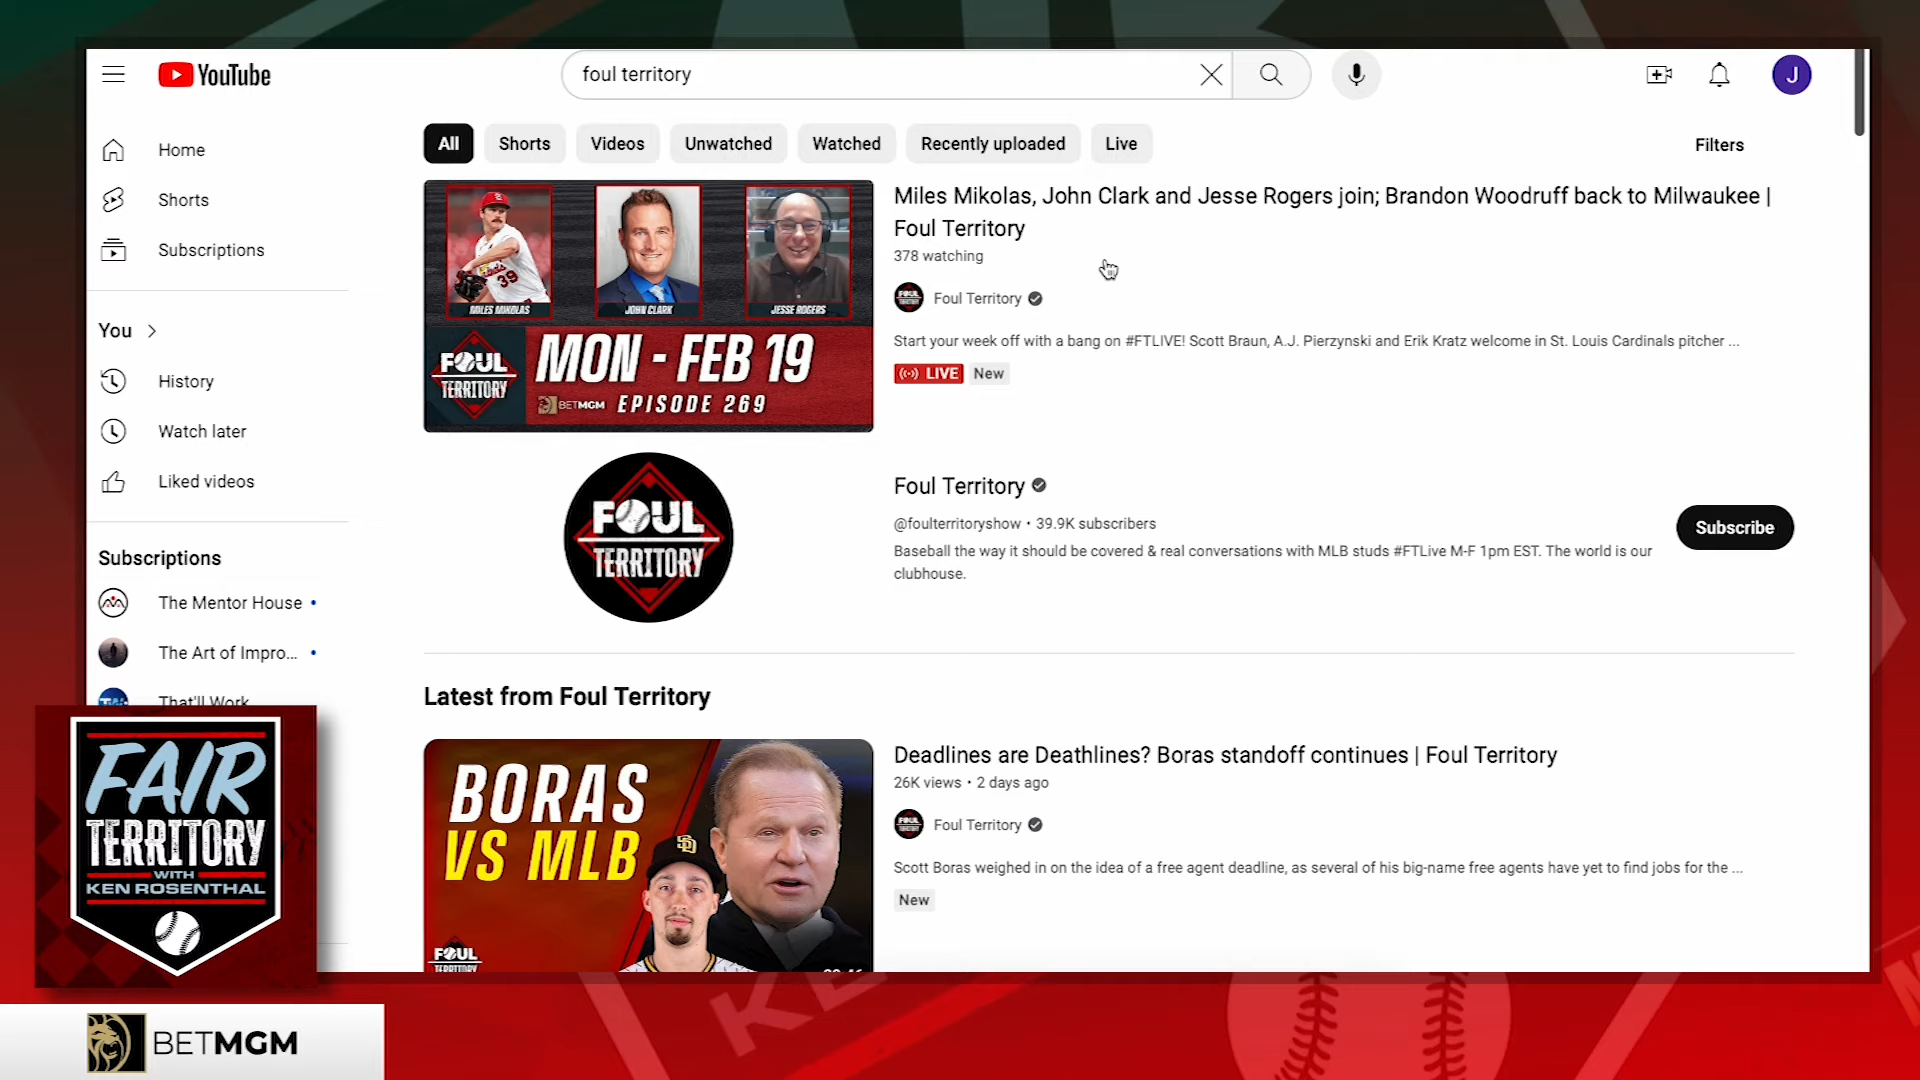 YouTube
foul territory
J
Home
Shorts
Subscriptions
You
History
Watch later
Liked videos
Subscriptions
The Mentor House
The Art of Impro...
That'll Work
All
Shorts
Videos
Unwatched
Watched
Recently uploaded
Live
Filters
39
MILES MIKOLAS
JOHN CLARK
JESSE ROGERS
FOUL
TERRITORY
MON - FEB 19
BETMGM EPISODE 269
Miles Mikolas, John Clark and Jesse Rogers join; Brandon Woodruff back to Milwaukee |
Foul Territory
378 watching
Foul Territory
Start your week off with a bang on #FTLIVE! Scott Braun, A.J. Pierzynski and Erik Kratz welcome in St. Louis Cardinals pitcher ...
LIVE New
FOUL
TERRITORY
Foul Territory
@foulterritoryshow • 39.9K subscribers
Baseball the way it should be covered & real conversations with MLB studs #FTLive M-F 1pm EST. The world is our
clubhouse.
Subscribe
Latest from Foul Territory
BORAS
VS MLB
SD
FOUL
Deadlines are Deathlines? Boras standoff continues | Foul Territory
26K views • 2 days ago
Foul Territory
Scott Boras weighed in on the idea of a free agent deadline, as several of his big-name free agents have yet to find jobs for the ...
New
FAIR
TERRITORY
WITH
KEN ROSENTHAL
BETMGM